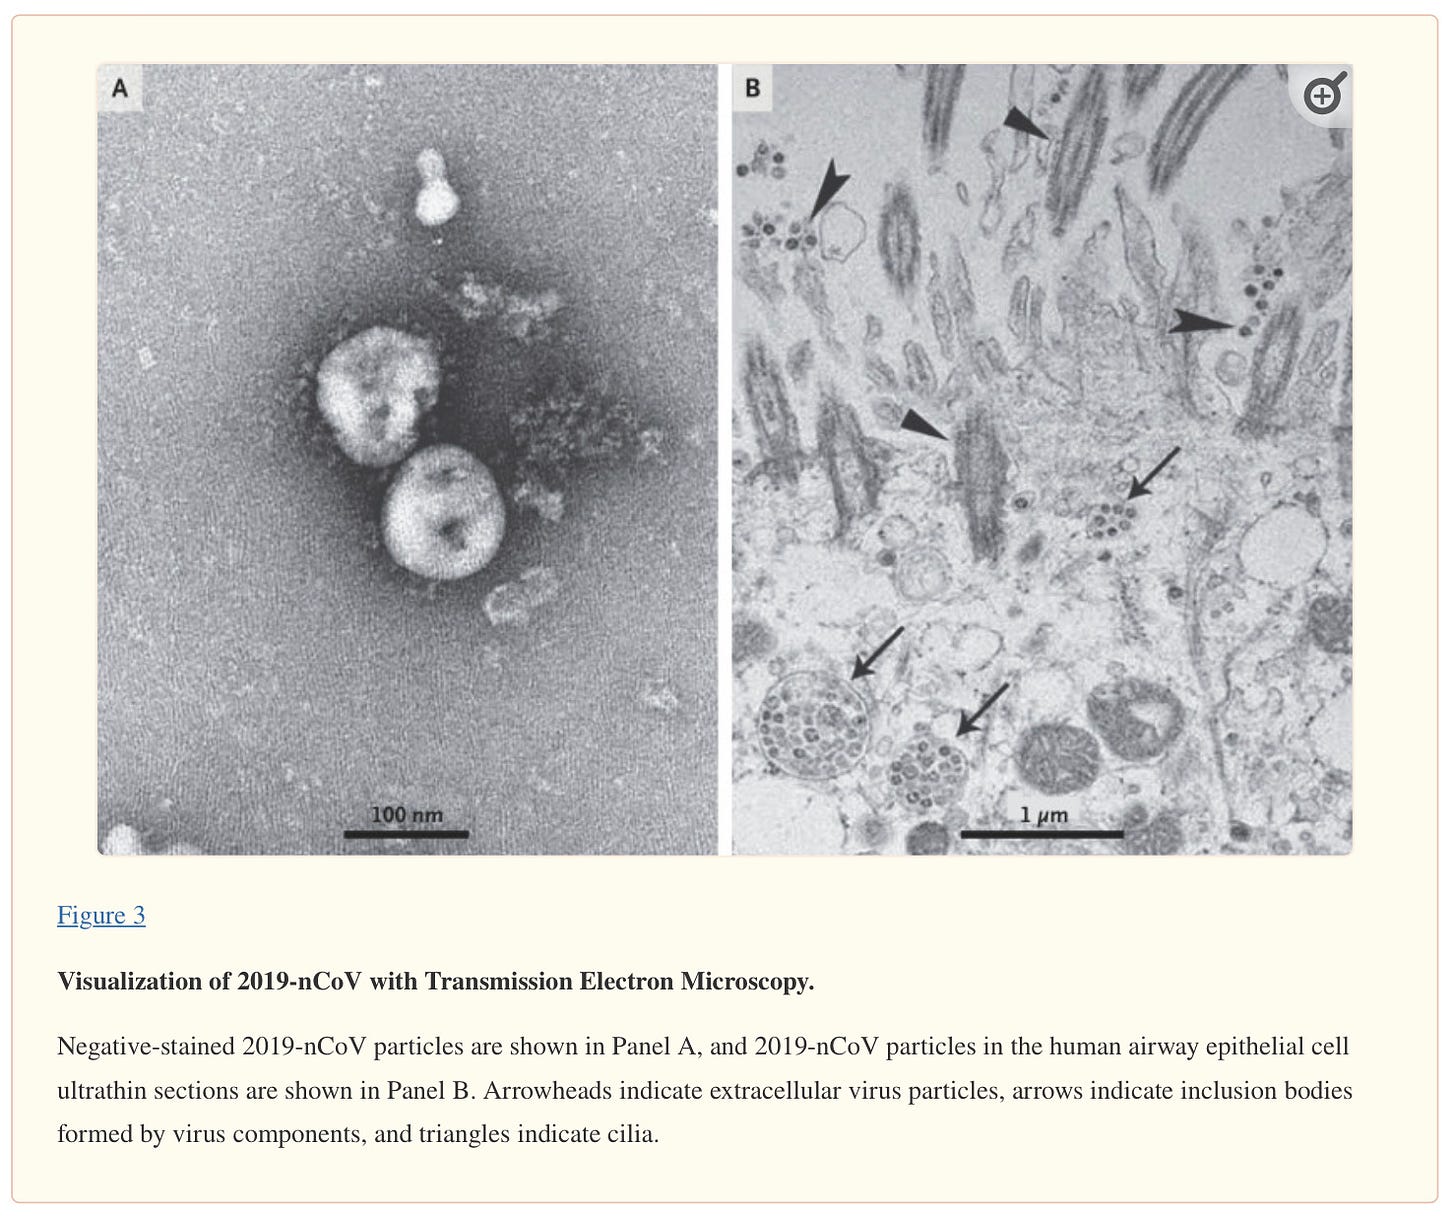 A
B
100 nm
1 µm
Figure 3
Visualization of 2019-nCoV with Transmission Electron Microscopy.
Negative-stained 2019-nCoV particles are shown in Panel A, and 2019-nCoV particles in the human airway epithelial cell
ultrathin sections are shown in Panel B. Arrowheads indicate extracellular virus particles, arrows indicate inclusion bodies
formed by virus components, and triangles indicate cilia.